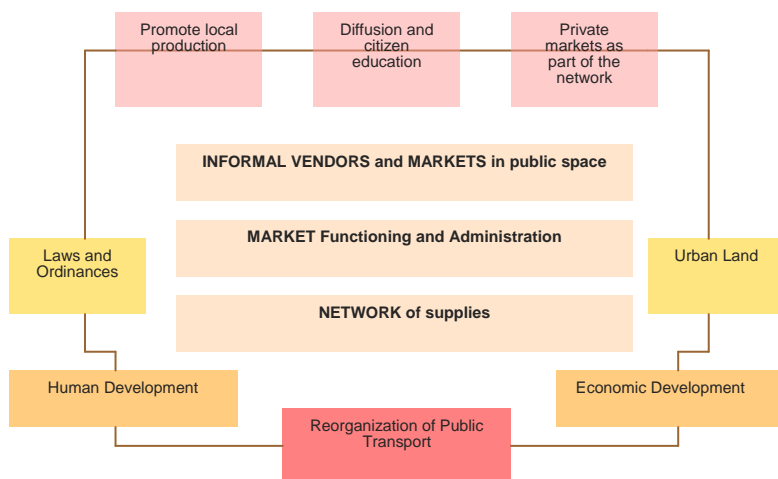 Promote local
production
Diffusion and
citizen
education
Private
markets as
part of the
network
INFORMAL VENDORS and MARKETS in public space
MARKET Functioning and Administration
NETWORK of supplies
Laws and
Ordinances
Urban Land
Human Development
Economic Development
Reorganization of Public
Transport